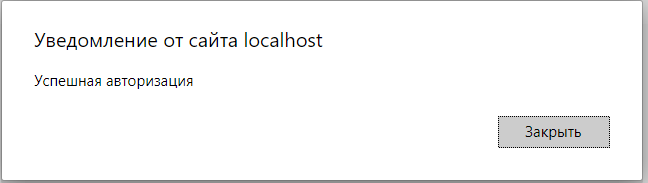 Уведомление от сайта localhost
Успешная авторизация
Закрыть